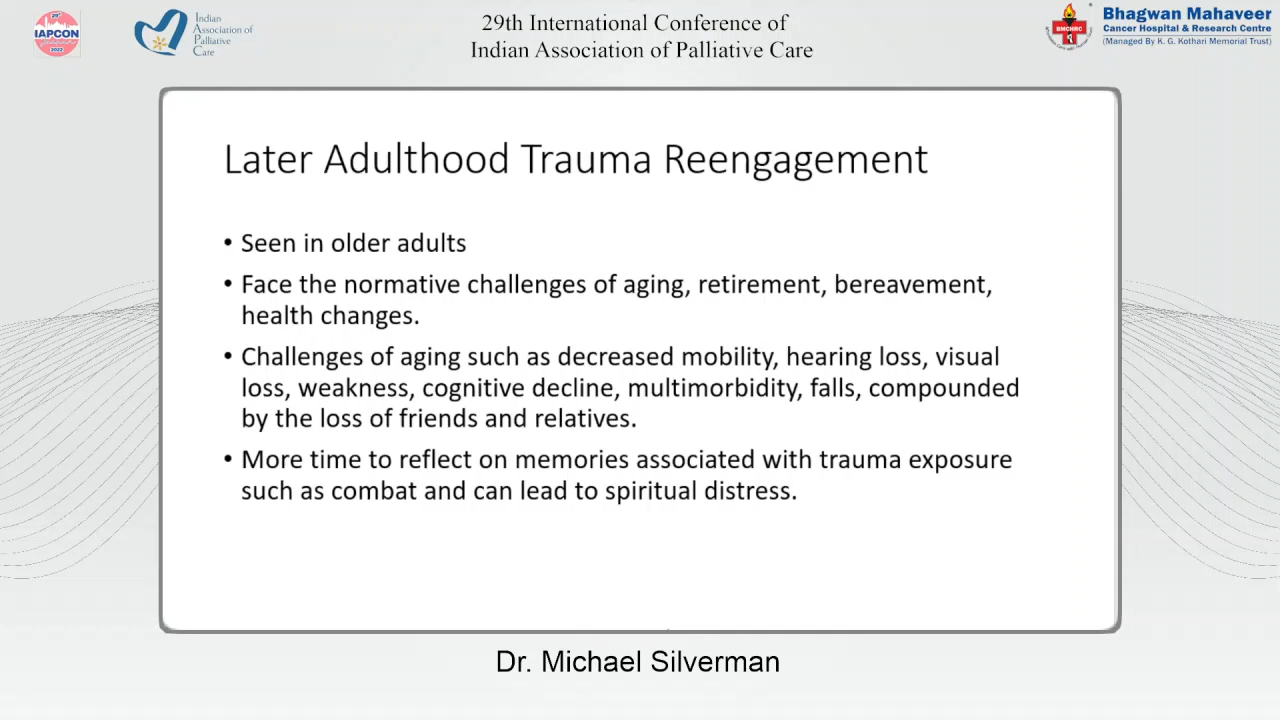 29th
IAPCON
2022
Indian
Association of
Palliative
Care
29th International Conference of
Indian Association of Palliative Care
BMCHRC
Bhagwan Mahaveer
Cancer Hospital & Research Centre
(Managed By K. G. Kothari Memorial Trust)
Later Adulthood Trauma Reengagement
• Seen in older adults
• Face the normative challenges of aging, retirement, bereavement,
health changes.
• Challenges of aging such as decreased mobility, hearing loss, visual
loss, weakness, cognitive decline, multimorbidity, falls, compounded
by the loss of friends and relatives.
• More time to reflect on memories associated with trauma exposure
such as combat and can lead to spiritual distress.
Dr. Michael Silverman